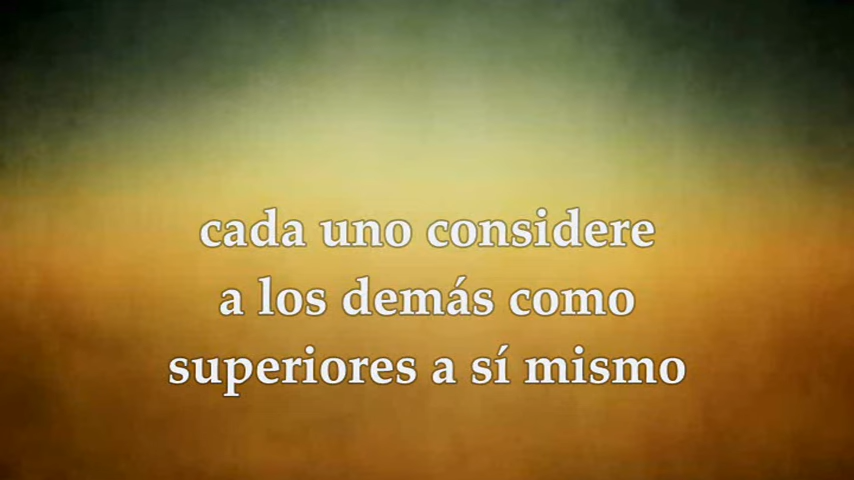 cada uno considere
a los demás como
superiores a sí mismo